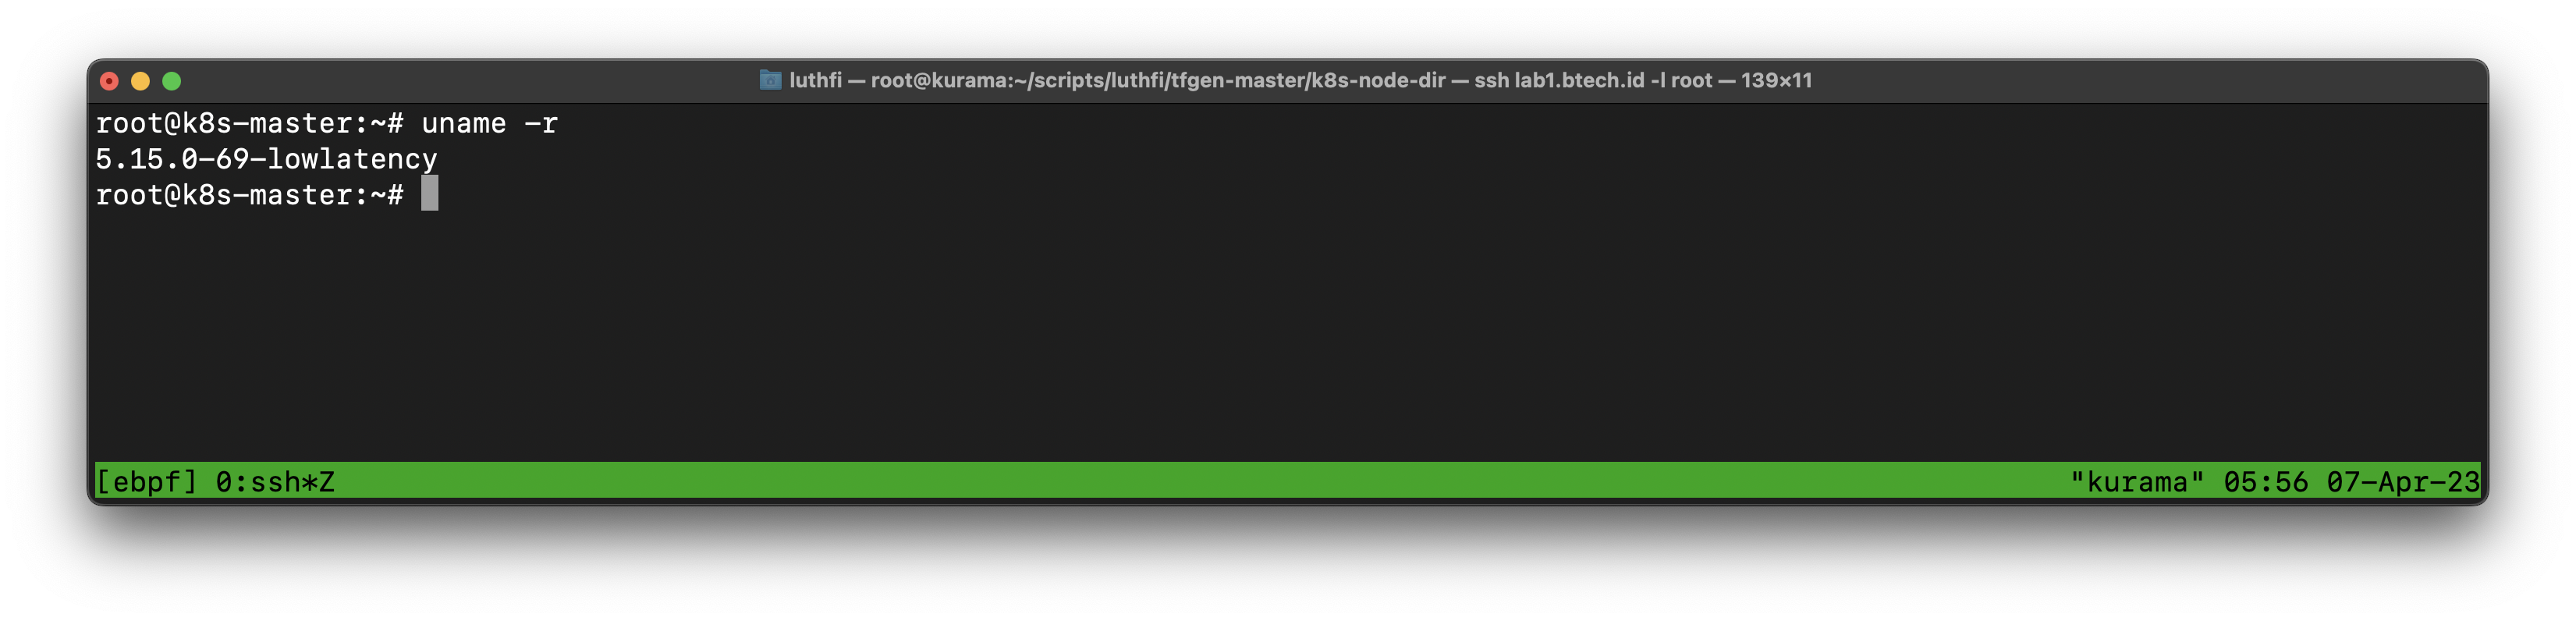 luthfi — root@kurama:~/scripts/luthfi/tfgen-master/k8s-node-dir — ssh lab1.btech.id -l root — 139×11
root@k8s-master:~# uname -r
5.15.0-69-lowlatency
root@k8s-master:~#
[ebpf] 0:ssh*Z "kurama" 05:56 07-Apr-23